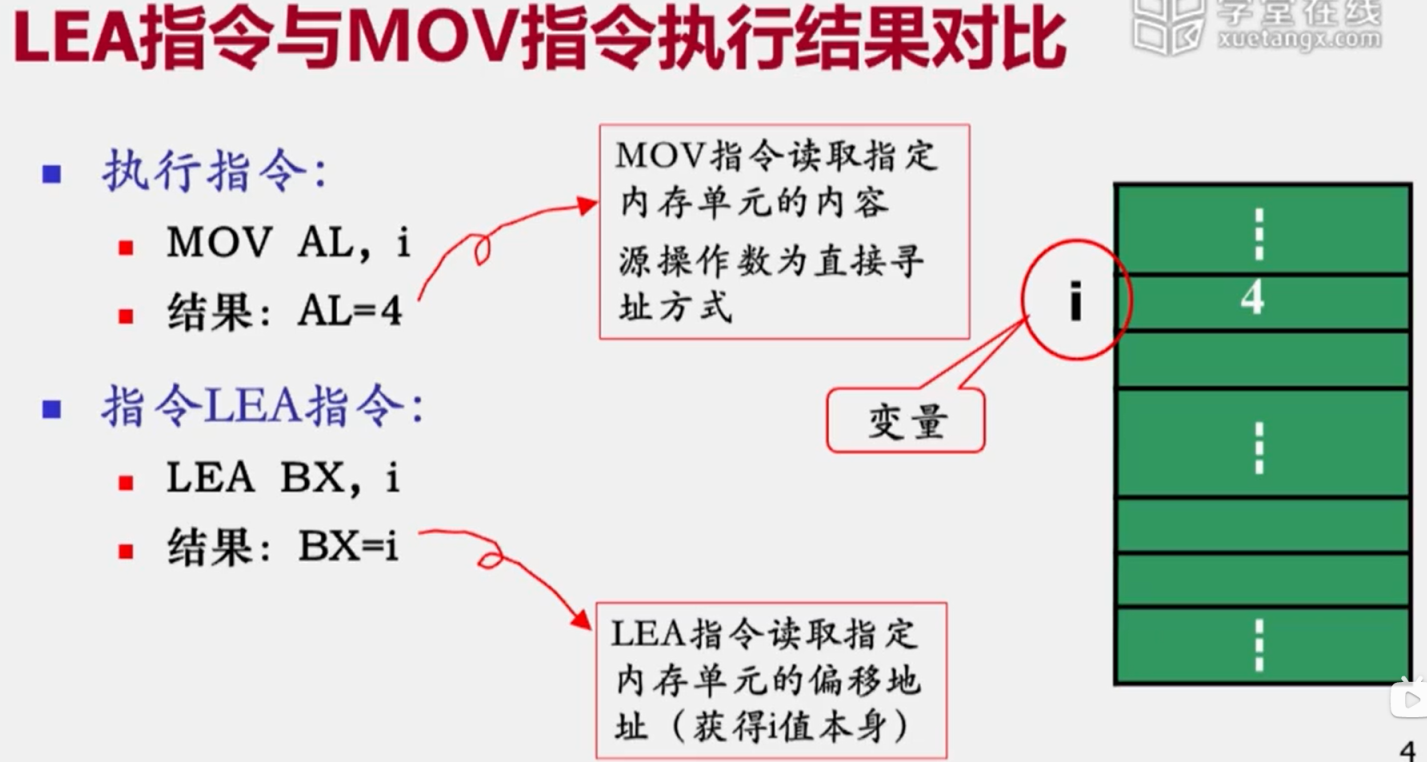 LEA指令与MOV指令执行结果对比
学堂在线
xuetangx.com
执行指令：
MOV AL，i
结果：AL=4
MOV指令读取指定
内存单元的内容
源操作数为直接寻
址方式
i
4
变量
指令LEA指令：
LEA BX，i
结果：BX=i
LEA指令读取指定
内存单元的偏移地
址（获得i值本身）
4